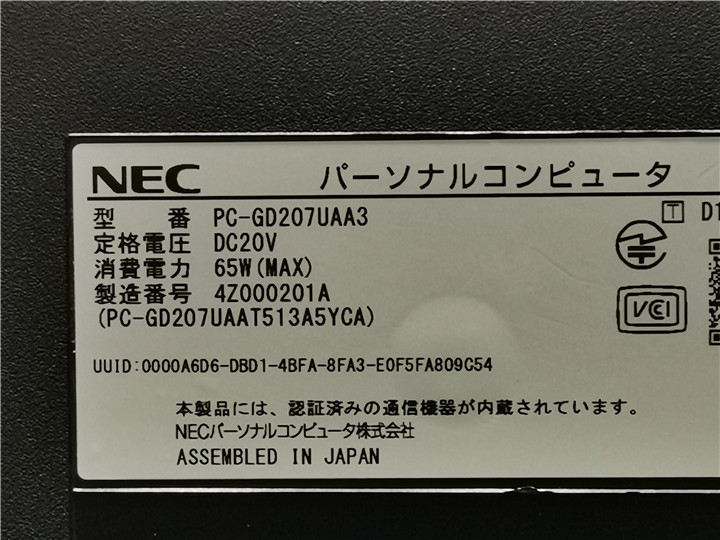 NEC パーソナルコンピュータ
型 番 PC-GD207UAA3
T D1
定格電圧 DC20V
消費電力 65W(MAX)
製造番号 4Z000201A
(PC-GD207UAAT513A5YCA)
VCCI
UUID:0000A6D6-DBD1-4BFA-8FA3-E0F5FA809C54
本製品には、認証済みの通信機器が内蔵されています。
NECパーソナルコンピュータ株式会社
ASSEMBLED IN JAPAN